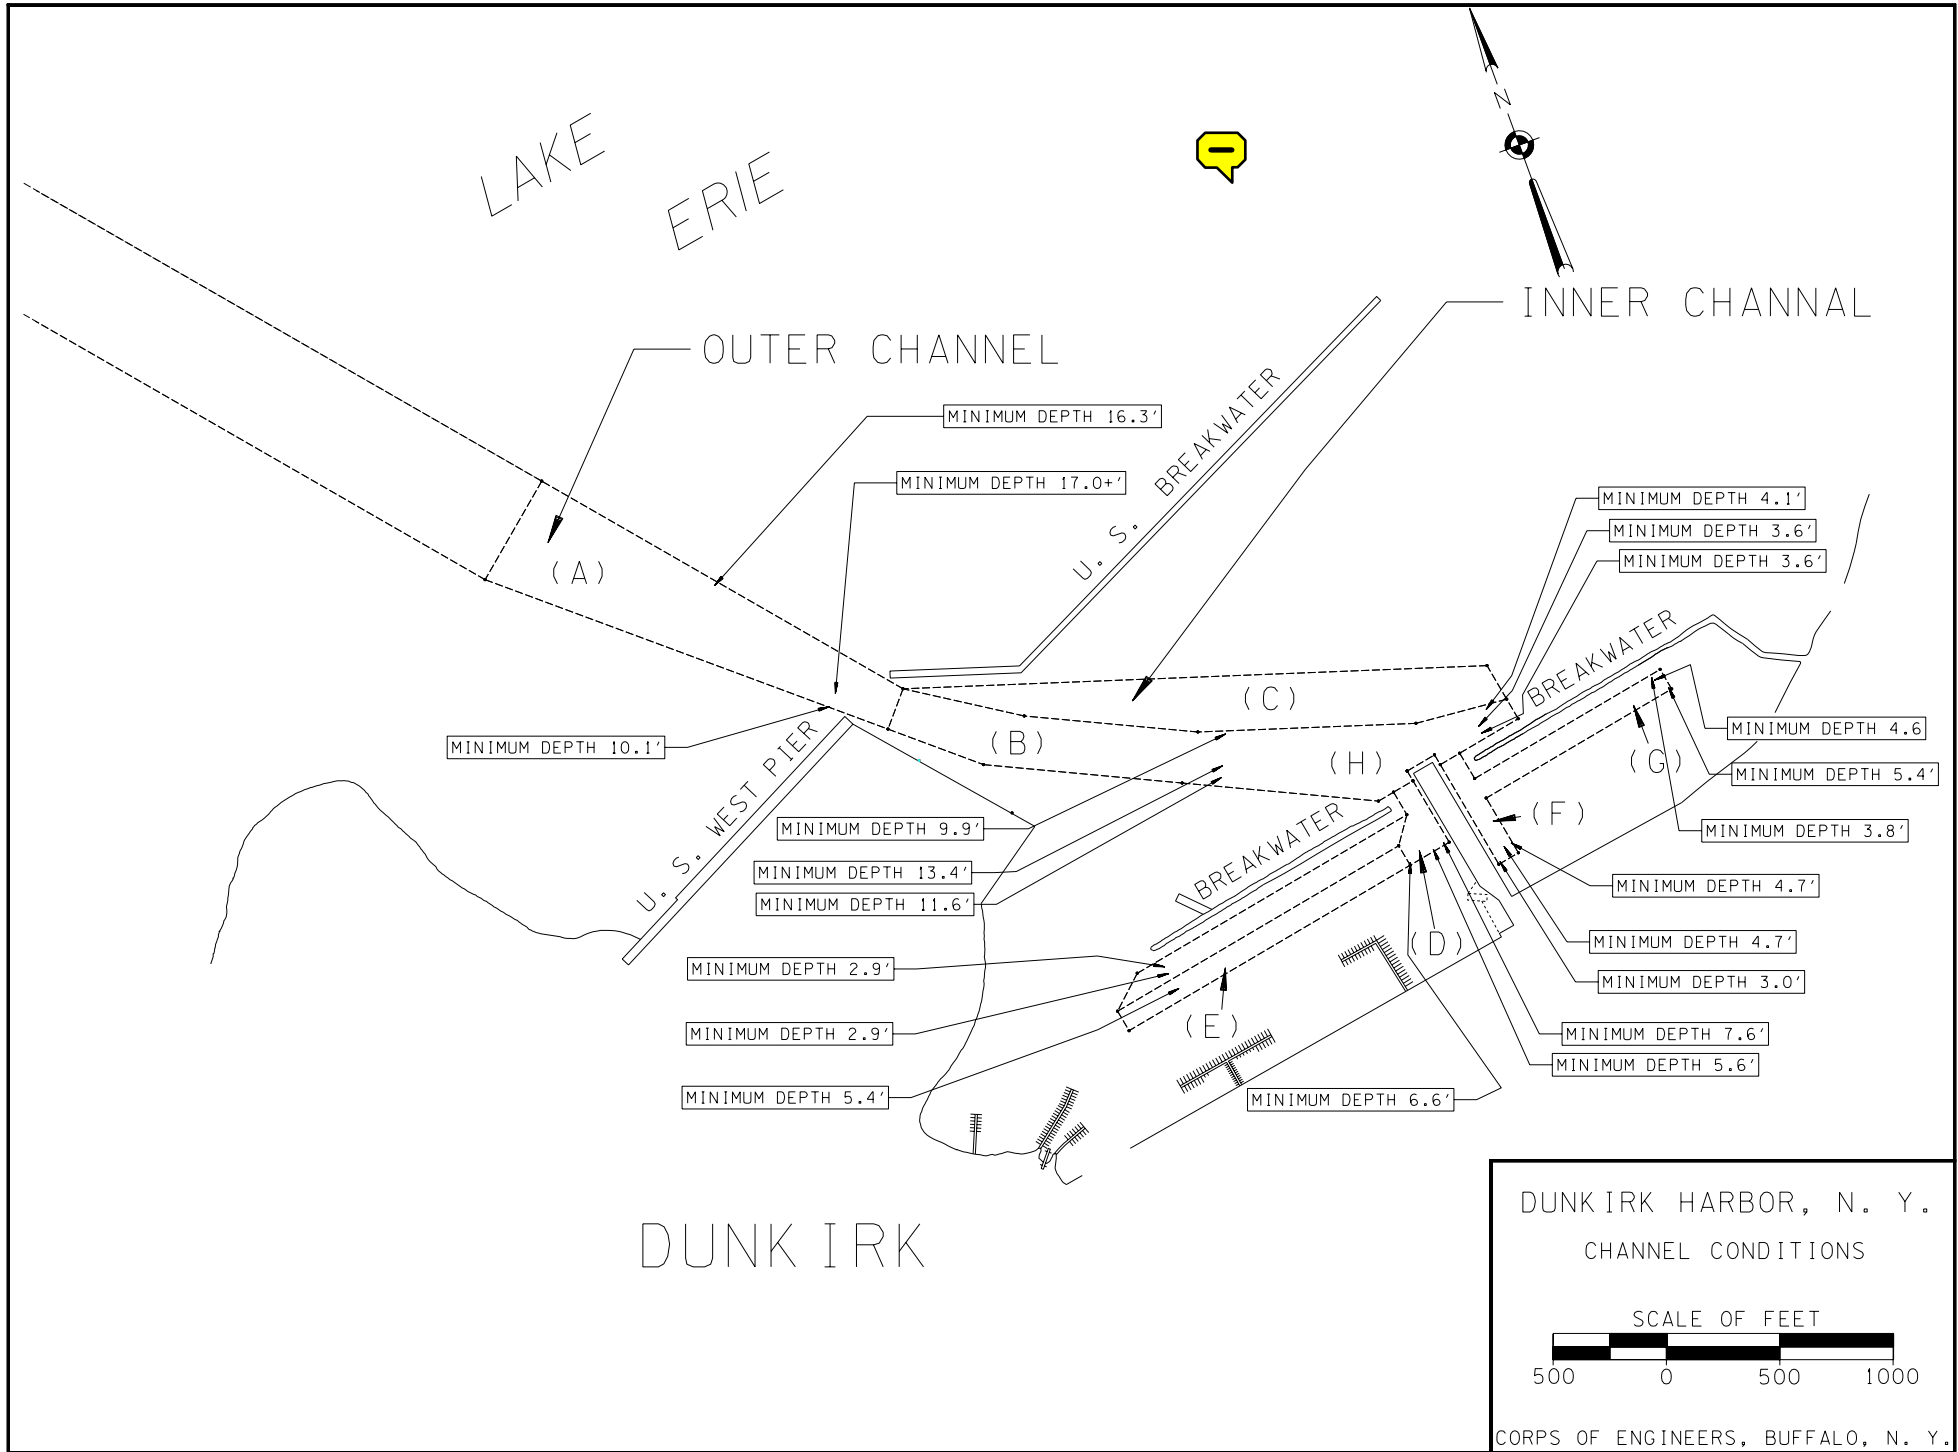 LAKE
ERIE
N
INNER CHANNAL
OUTER CHANNEL
MINIMUM DEPTH 16.3'
MINIMUM DEPTH 17.0+'
U. S. BREAKWATER
MINIMUM DEPTH 4.1'
MINIMUM DEPTH 3.6'
MINIMUM DEPTH 3.6'
(A)
BREAKWATER
(C)
(B)
(H)
(G)
MINIMUM DEPTH 4.6
MINIMUM DEPTH 10.1'
U. S. WEST PIER
MINIMUM DEPTH 5.4'
(F)
MINIMUM DEPTH 9.9'
MINIMUM DEPTH 3.8'
BREAKWATER
MINIMUM DEPTH 13.4'
MINIMUM DEPTH 4.7'
MINIMUM DEPTH 11.6'
(D)
MINIMUM DEPTH 4.7'
MINIMUM DEPTH 2.9'
MINIMUM DEPTH 3.0'
(E)
MINIMUM DEPTH 2.9'
MINIMUM DEPTH 7.6'
MINIMUM DEPTH 5.6'
MINIMUM DEPTH 5.4'
MINIMUM DEPTH 6.6'
DUNKIRK
DUNKIRK HARBOR, N. Y.
CHANNEL CONDITIONS
SCALE OF FEET
500 0 500 1000
CORPS OF ENGINEERS, BUFFALO, N. Y.